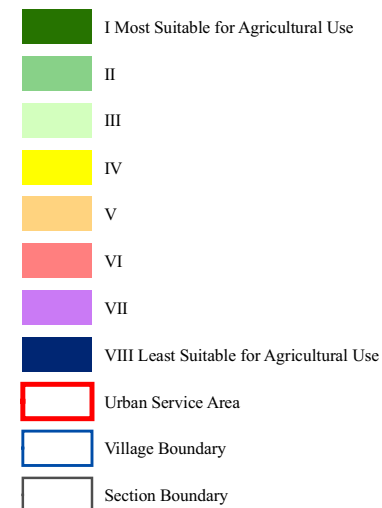 I Most Suitable for Agricultural Use
II
III
IV
V
VI
VII
VIII Least Suitable for Agricultural Use
Urban Service Area
Village Boundary
Section Boundary